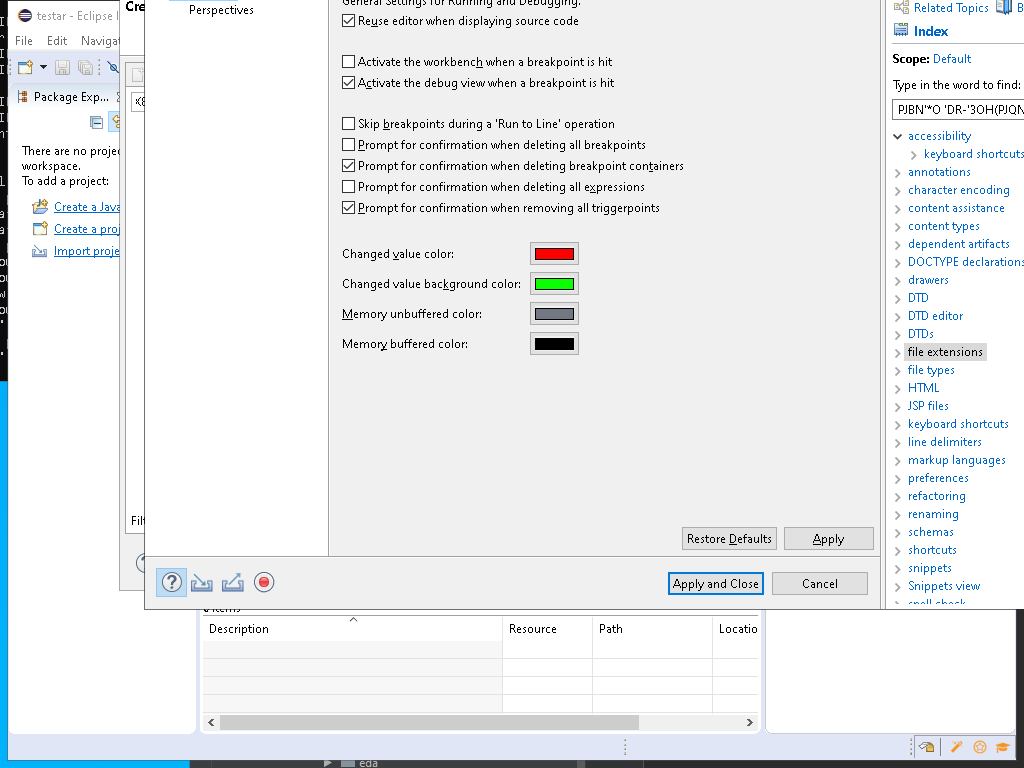 testar - Eclipse I
Cre
Perspectives
General Settings for Running and Debugging.
Related Topics
B
Reuse editor when displaying source code
Index
File Edit Navigat
Activate the workbench when a breakpoint is hit
Scope: Default
Activate the debug view when a breakpoint is hit
Type in the word to find:
Package Exp...
PJBN'*O 'DR-'3OH(PJQN
Skip breakpoints during a 'Run to Line' operation
accessibility
Prompt for confirmation when deleting all breakpoints
There are no projec
keyboard shortcuts
workspace.
Prompt for confirmation when deleting breakpoint containers
annotations
To add a project:
Prompt for confirmation when deleting all expressions
character encoding
Create a Java
Prompt for confirmation when removing all triggerpoints
content assistance
Create a proj
content types
Import proje
Changed value color:
dependent artifacts
DOCTYPE declarations
Changed value background color:
drawers
DTD
Memory unbuffered color:
DTD editor
DTDs
Memory buffered color:
file extensions
file types
HTML
JSP files
keyboard shortcuts
line delimiters
markup languages
preferences
refactoring
renaming
Filt
schemas
Restore Defaults Apply
shortcuts
snippets
Apply and Close Cancel
Snippets view
spell check
items
Description Resource Path Locatio
eda